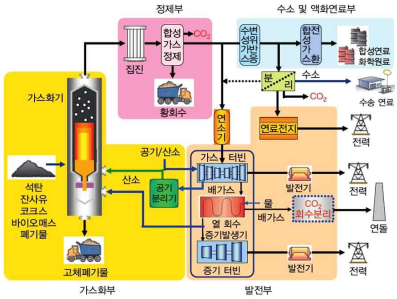 정제부
수소 및 액화연료부
집진
합성
가스
정제
CO₂
황회수
수변
성위
가반
스응
합전
성기
가스환
합성연료
화학원료
분
리
수소
수송 연료
CO₂
연료전지
전력
가스화기
연
소
기
공기/산소
산소
공기
분리기
가스 터빈
배가스
발전기
전력
석탄
잔사유
코크스
바이오매스
폐기물
물
배가스
열 회수
증기발생기
CO₂
회수분리
연돌
고체폐기물
증기 터빈
발전기
전력
가스화부
발전부